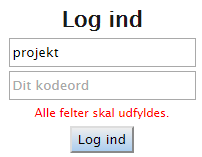 Log ind
projekt
Dit kodeord
Alle felter skal udfyldes.
Log ind